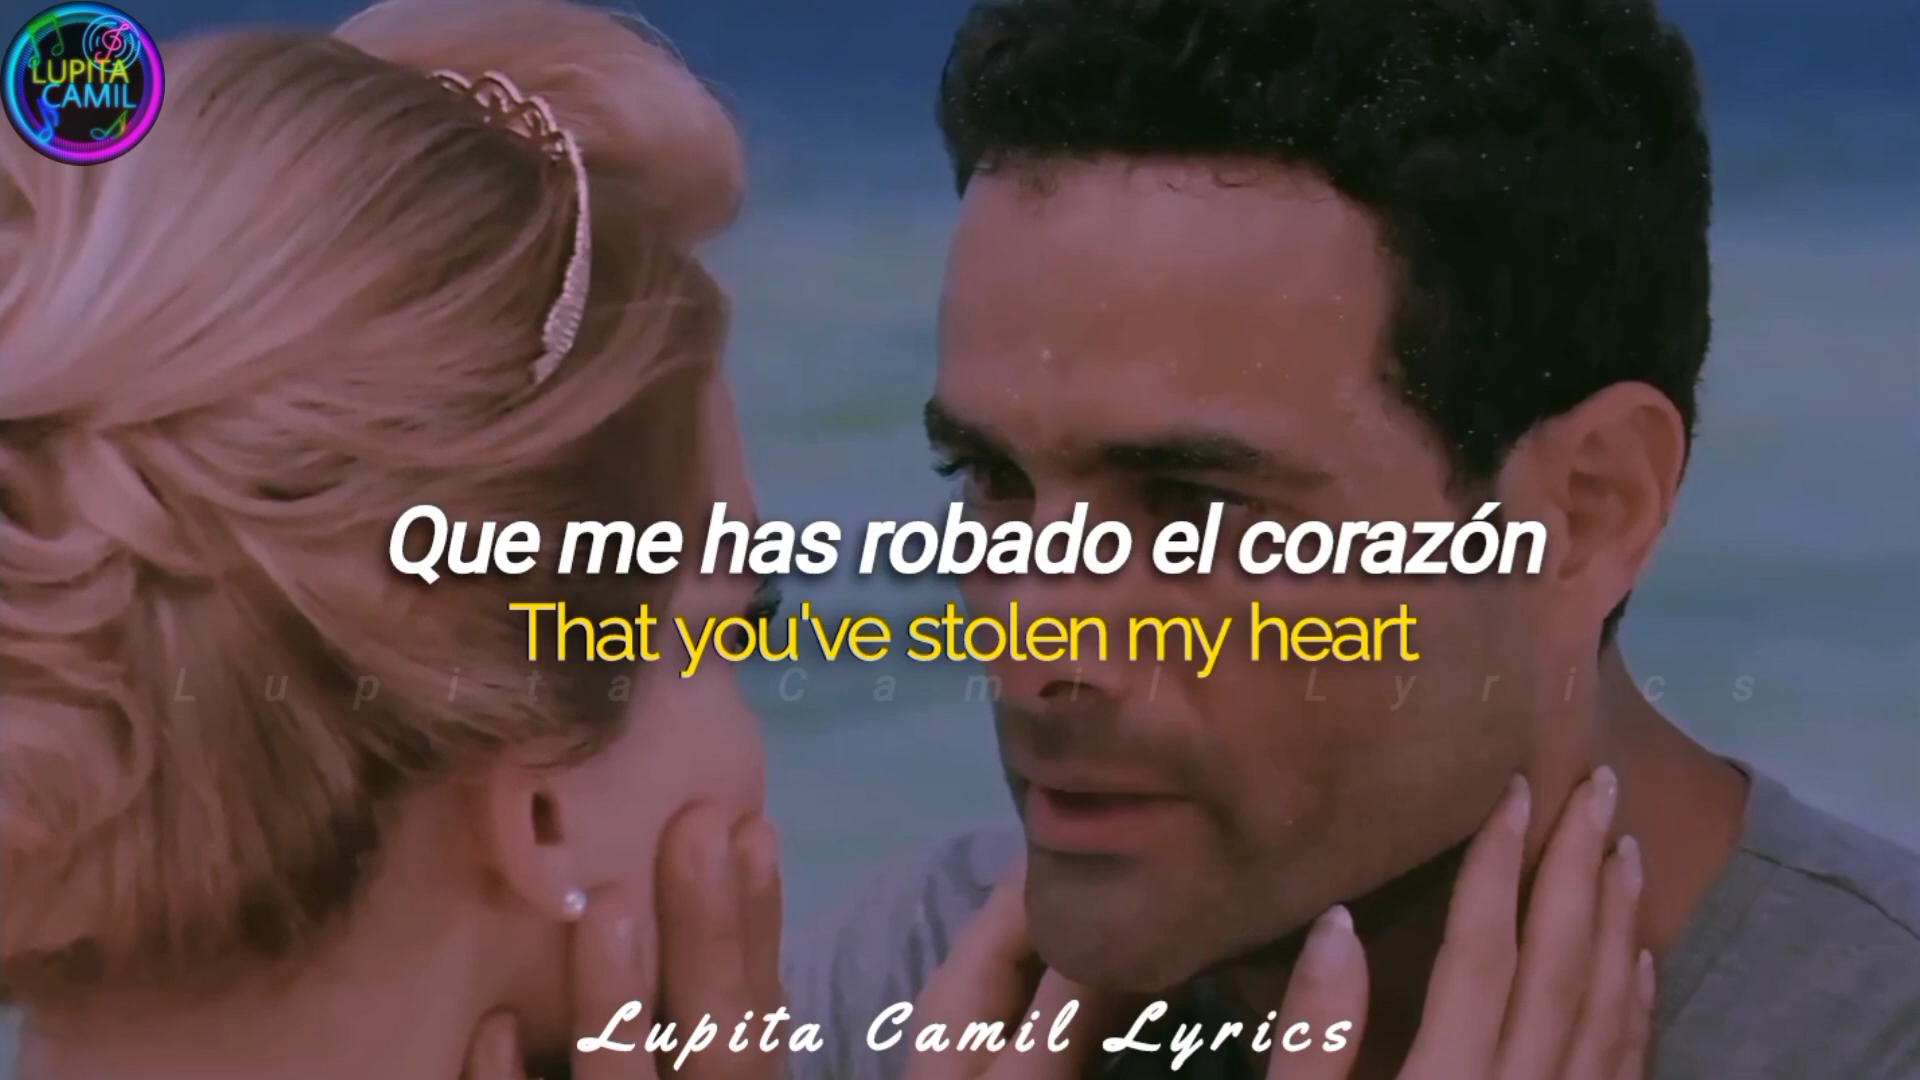 LUPITA
CAMIL
Que me has robado el corazón
That you've stolen my heart
Lupita Camil Lyrics
Lupita Camil Lyrics